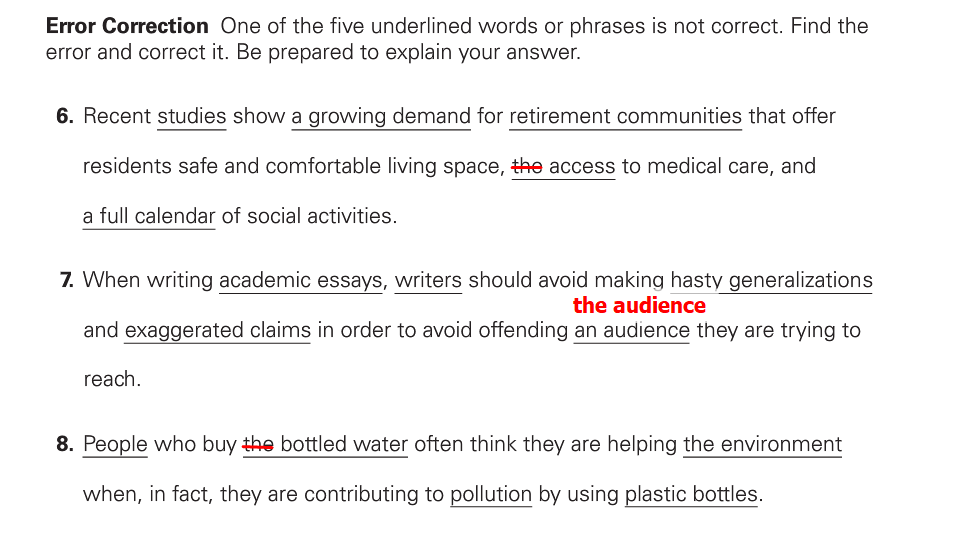 Error Correction One of the five underlined words or phrases is not correct. Find the
error and correct it. Be prepared to explain your answer.
6. Recent studies show a growing demand for retirement communities that offer
residents safe and comfortable living space, the access to medical care, and
a full calendar of social activities.
7. When writing academic essays, writers should avoid making hasty generalizations
the audience
and exaggerated claims in order to avoid offending an audience they are trying to
reach.
8. People who buy the bottled water often think they are helping the environment
when, in fact, they are contributing to pollution by using plastic bottles.